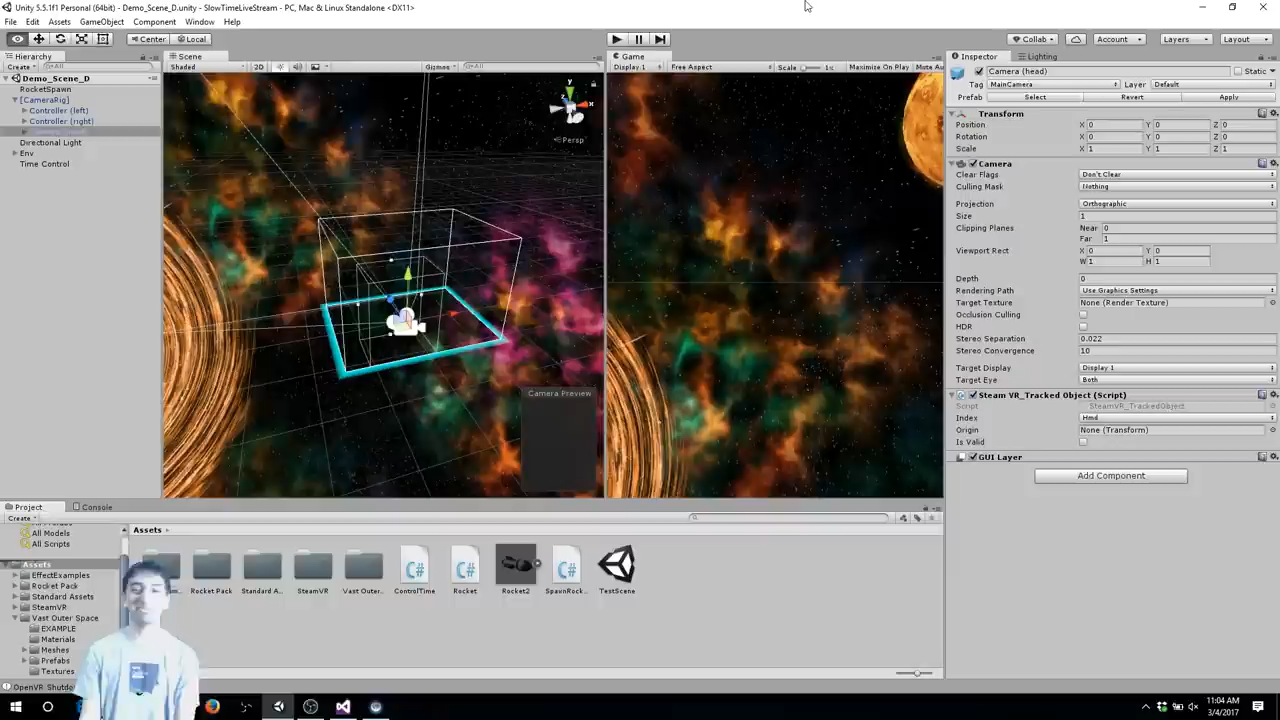 Unity 5.5.1f1 Personal (64bit) - Demo_Scene_D.unity - SlowTimeLiveStream - PC, Mac & Linux Standalone <DX11>
File Edit Assets GameObject Component Window Help
Center Local
Collab Account Layers Layout
Hierarchy
Create All
Demo_Scene_D
RocketSpawn
[CameraRig]
Controller (left)
Controller (right)
Directional Light
Env
Time Control
Scene
Shaded 2D Gizmos All
y
x
Persp
Camera Preview
Game
Display 1 Free Aspect Scale 1x Maximize On Play Mute Au
Inspector Lighting
Camera (head) Static
Tag MainCamera Layer Default
Prefab Select Revert Apply
Transform
Position X 0 Y 0 Z 0
Rotation X 0 Y 0 Z 0
Scale X 1 Y 1 Z 1
Camera
Clear Flags Don't Clear
Culling Mask Nothing
Projection Orthographic
Size 1
Clipping Planes Near 0
Far 1
Viewport Rect X 0 Y 0
W 1 H 1
Depth 0
Rendering Path Use Graphics Settings
Target Texture None (Render Texture)
Occlusion Culling
HDR
Stereo Separation 0.022
Stereo Convergence 10
Target Display Display 1
Target Eye Both
Steam VR_Tracked Object (Script)
Script SteamVR_TrackedObject
Index Hmd
Origin None (Transform)
Is Valid
GUI Layer
Add Component
Project Console
Create
All Models
All Scripts
Assets
EffectExamples
Rocket Pack
Standard Assets
SteamVR
Vast Outer Space
EXAMPLE
Materials
Meshes
Prefabs
Textures
Assets
Rocket Pack Standard A... SteamVR Vast Outer... ControlTime Rocket Rocket2 SpawnRock... TestScene
OpenVR Shutdo
11:04 AM
3/4/2017